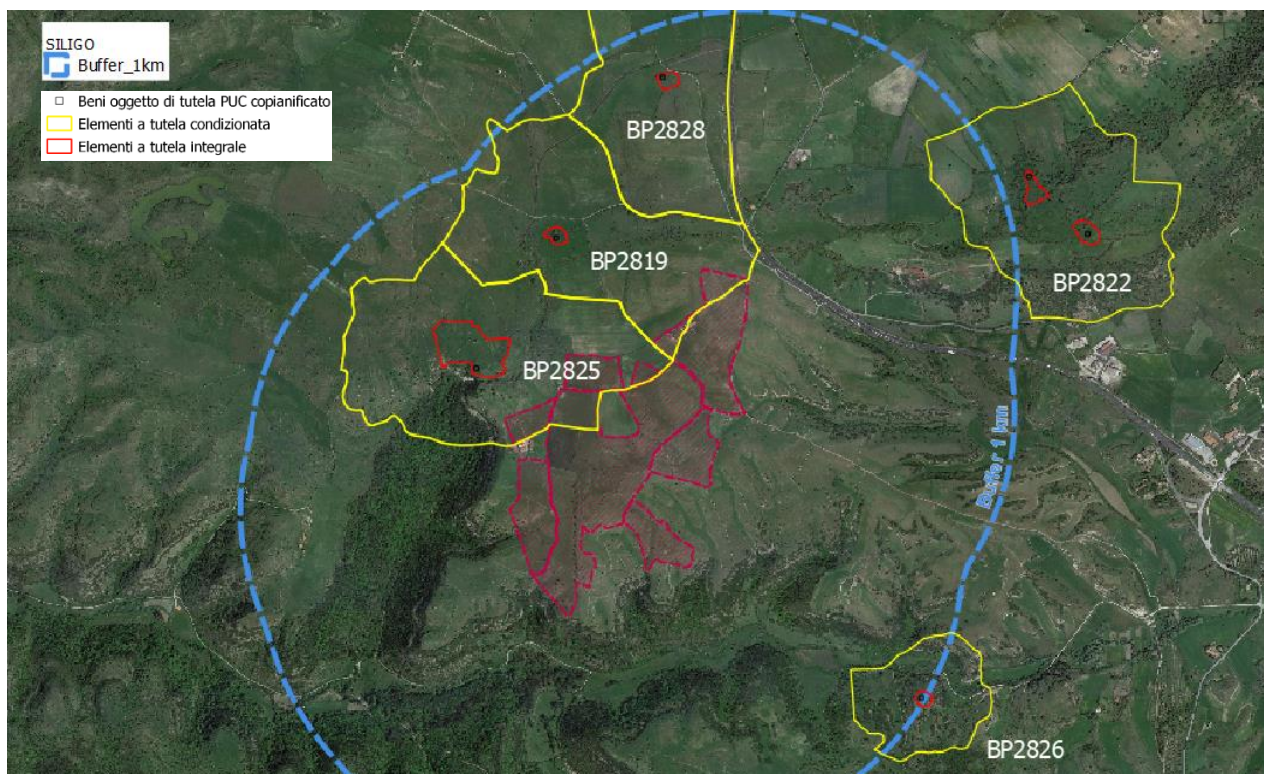 SILIGO
Buffer_1km
Beni oggetto di tutela PUC copianificato
Elementi a tutela condizionata
Elementi a tutela integrale
BP2828
BP2819
BP2822
BP2825
Buffer 1 km
BP2826